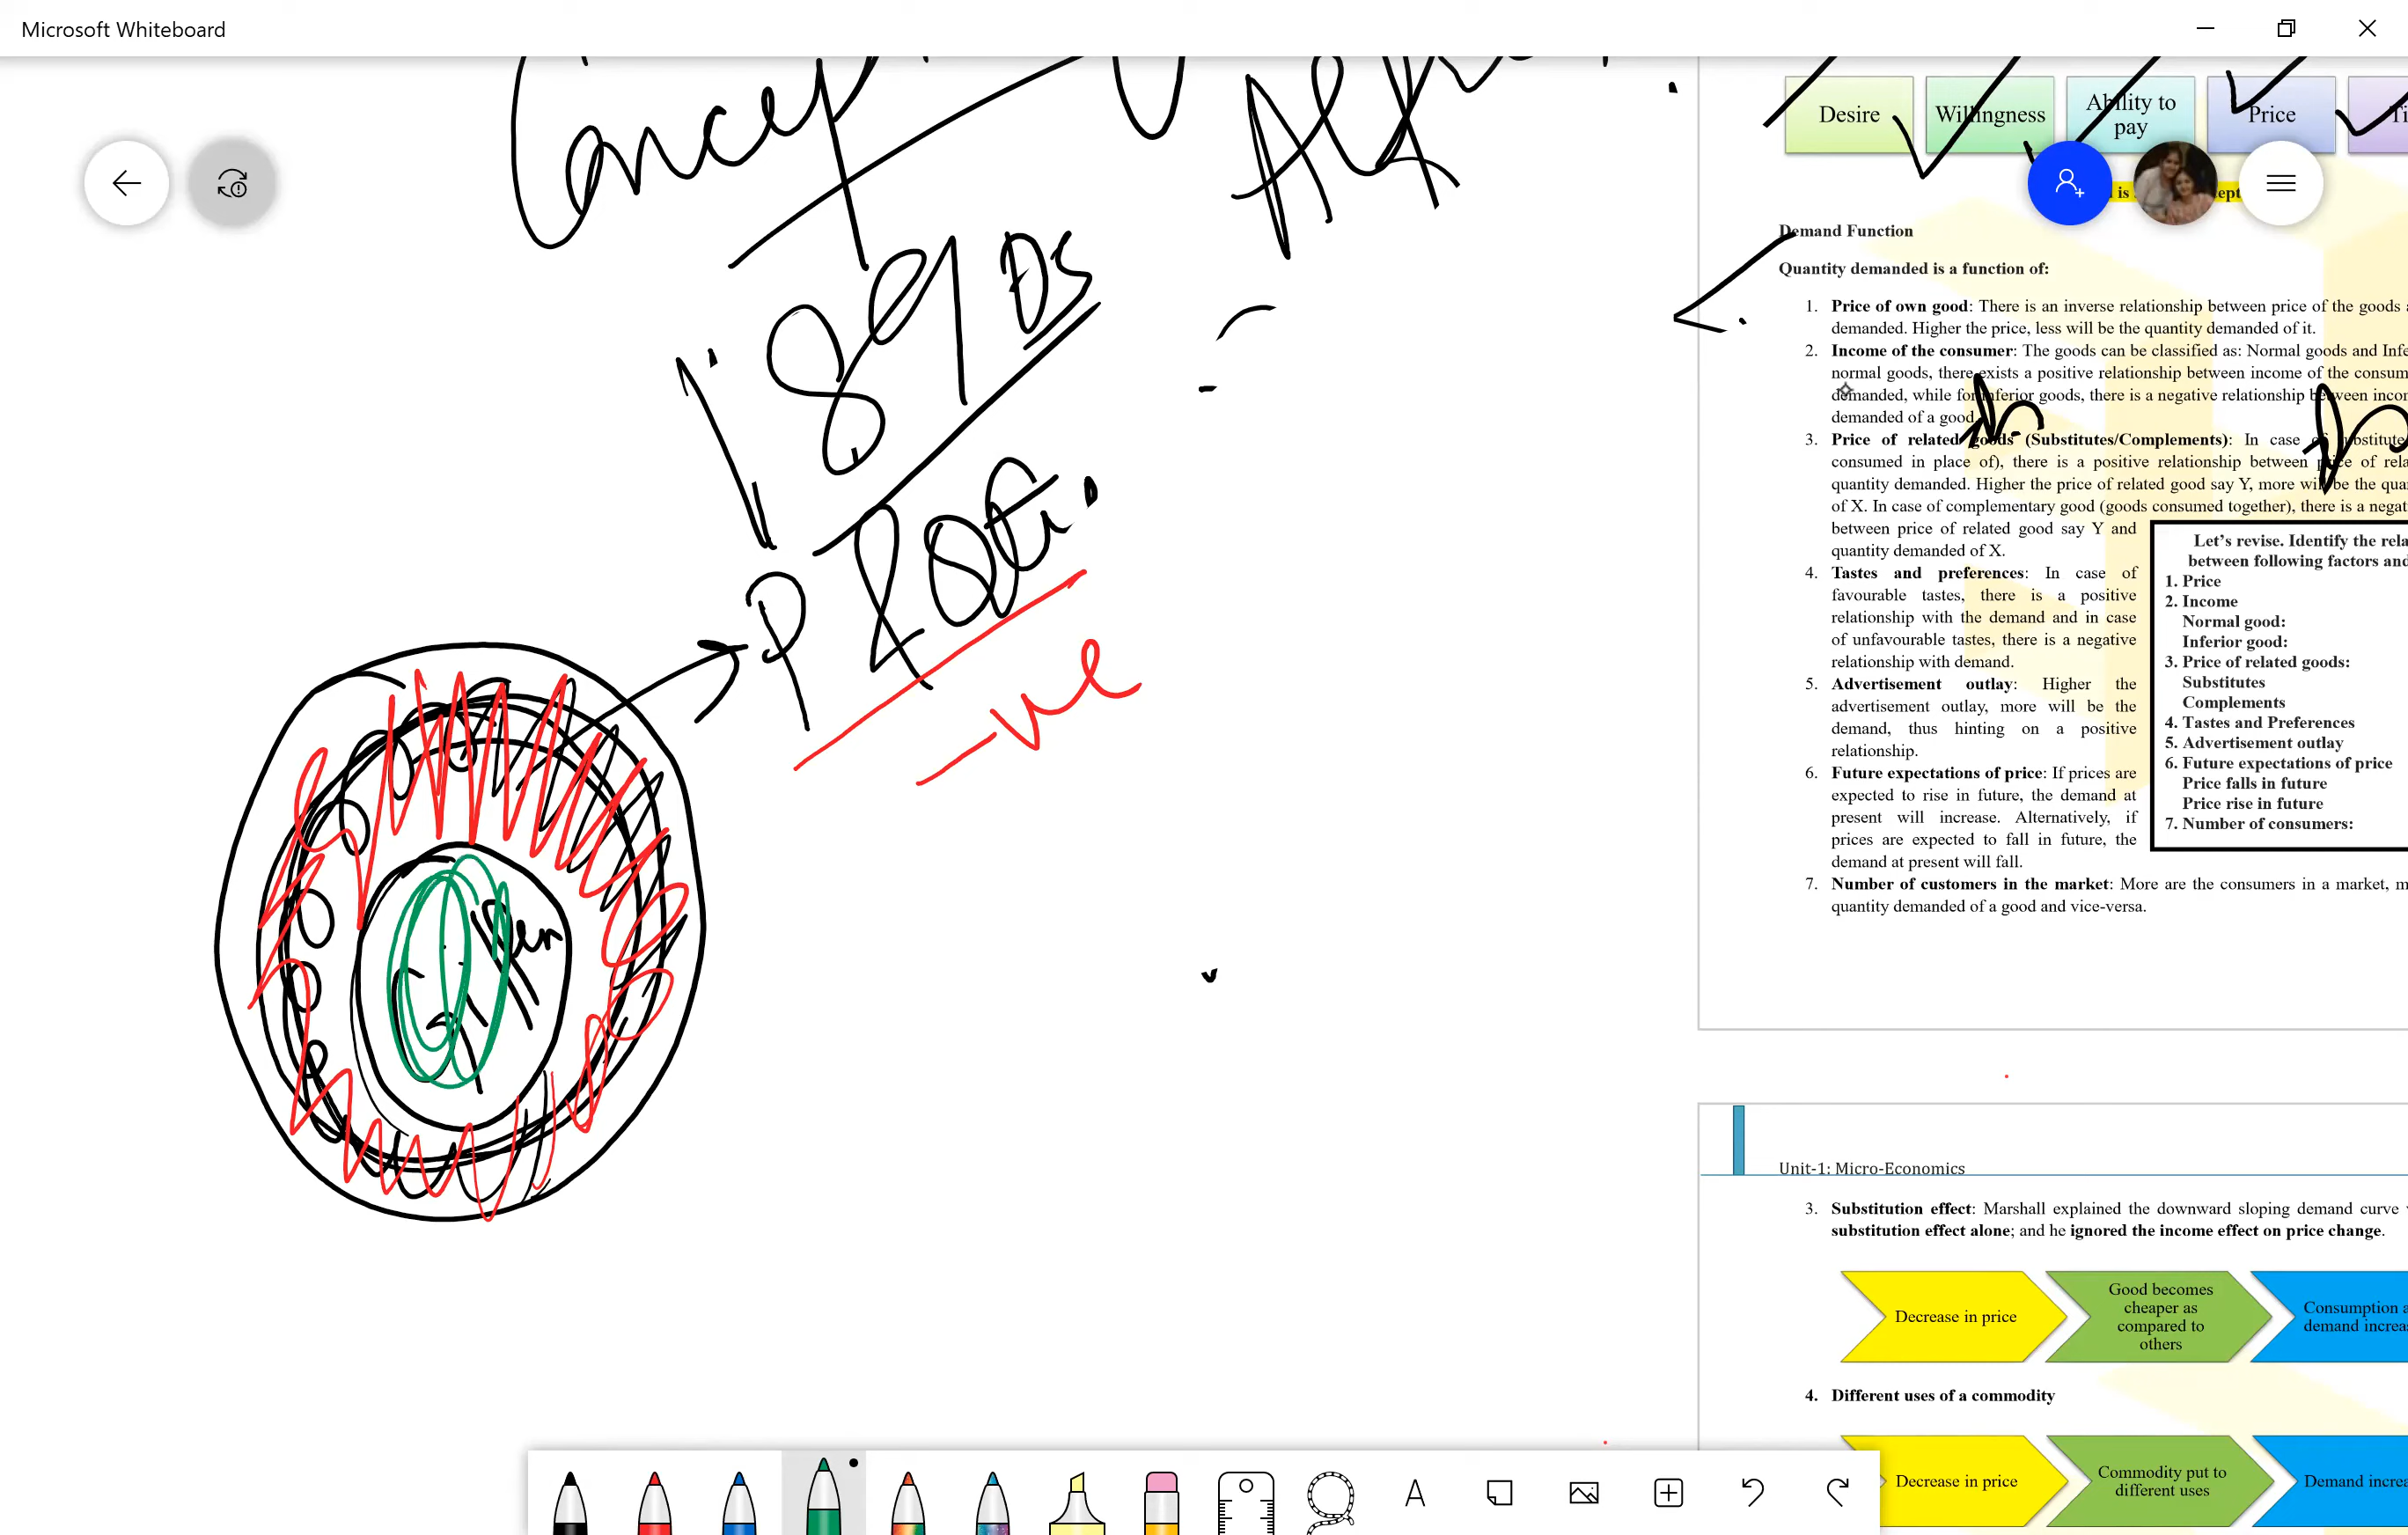 Microsoft Whiteboard
Desire
Willingness
Ability to
pay
Price
Ti
is
ept
Demand Function
Quantity demanded is a function of:
1. Price of own good: There is an inverse relationship between price of the goods
demanded. Higher the price, less will be the quantity demanded of it.
2. Income of the consumer: The goods can be classified as: Normal goods and Infe
normal goods, there exists a positive relationship between income of the consum
demanded, while for inferior goods, there is a negative relationship between incom
demanded of a good
3. Price of related goods (Substitutes/Complements): In case of substitute
consumed in place of), there is a positive relationship between price of rela
quantity demanded. Higher the price of related good say Y, more will be the qua
of X. In case of complementary good (goods consumed together), there is a negat
between price of related good say Y and
quantity demanded of X.
4. Tastes and preferences: In case of
favourable tastes, there is a positive
relationship with the demand and in case
of unfavourable tastes, there is a negative
relationship with demand.
5. Advertisement outlay: Higher the
advertisement outlay, more will be the
demand, thus hinting on a positive
relationship.
6. Future expectations of price: If prices are
expected to rise in future, the demand at
present will increase. Alternatively, if
prices are expected to fall in future, the
demand at present will fall.
7. Number of customers in the market: More are the consumers in a market, m
quantity demanded of a good and vice-versa.
Let's revise. Identify the rela
between following factors and
1. Price
2. Income
Normal good:
Inferior good:
3. Price of related goods:
Substitutes
Complements
4. Tastes and Preferences
5. Advertisement outlay
6. Future expectations of price
Price falls in future
Price rise in future
7. Number of consumers:
-ve
Unit-1: Micro-Economics
3. Substitution effect: Marshall explained the downward sloping demand curve
substitution effect alone; and he ignored the income effect on price change.
Decrease in price
Good becomes
cheaper as
compared to
others
Consumption a
demand increas
4. Different uses of a commodity
Decrease in price
Commodity put to
different uses
Demand increa